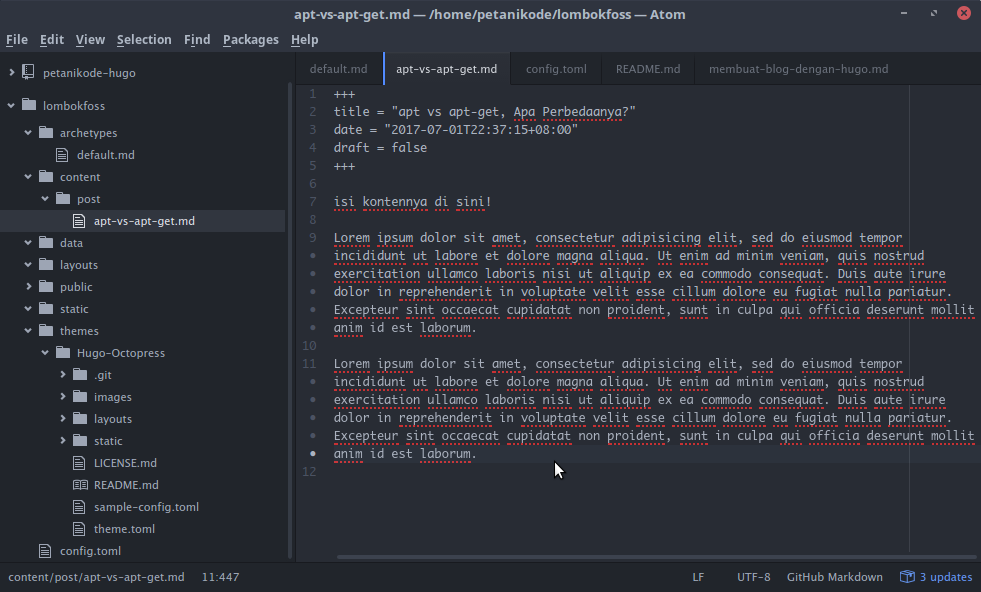 apt-vs-apt-get.md — /home/petanikode/lombokfoss — Atom
File Edit View Selection Find Packages Help
petanikode-hugo
lombokfoss
archetypes
default.md
content
post
apt-vs-apt-get.md
data
layouts
public
static
themes
Hugo-Octopress
.git
images
layouts
static
LICENSE.md
README.md
sample-config.toml
theme.toml
config.toml
default.md apt-vs-apt-get.md config.toml README.md membuat-blog-dengan-hugo.md
1 +++
2 title = "apt vs apt-get, Apa Perbedaanya?"
3 date = "2017-07-01T22:37:15+08:00"
4 draft = false
5 +++
6
7 isi kontennya di sini!
8
9 Lorem ipsum dolor sit amet, consectetur adipisicing elit, sed do eiusmod tempor
• incididunt ut labore et dolore magna aliqua. Ut enim ad minim veniam, quis nostrud
• exercitation ullamco laboris nisi ut aliquip ex ea commodo consequat. Duis aute irure
• dolor in reprehenderit in voluptate velit esse cillum dolore eu fugiat nulla pariatur.
• Excepteur sint occaecat cupidatat non proident, sunt in culpa qui officia deserunt mollit
• anim id est laborum.
10
11 Lorem ipsum dolor sit amet, consectetur adipisicing elit, sed do eiusmod tempor
• incididunt ut labore et dolore magna aliqua. Ut enim ad minim veniam, quis nostrud
• exercitation ullamco laboris nisi ut aliquip ex ea commodo consequat. Duis aute irure
• dolor in reprehenderit in voluptate velit esse cillum dolore eu fugiat nulla pariatur.
• Excepteur sint occaecat cupidatat non proident, sunt in culpa qui officia deserunt mollit
• anim id est laborum.
12
content/post/apt-vs-apt-get.md 11:447 LF UTF-8 GitHub Markdown 3 updates